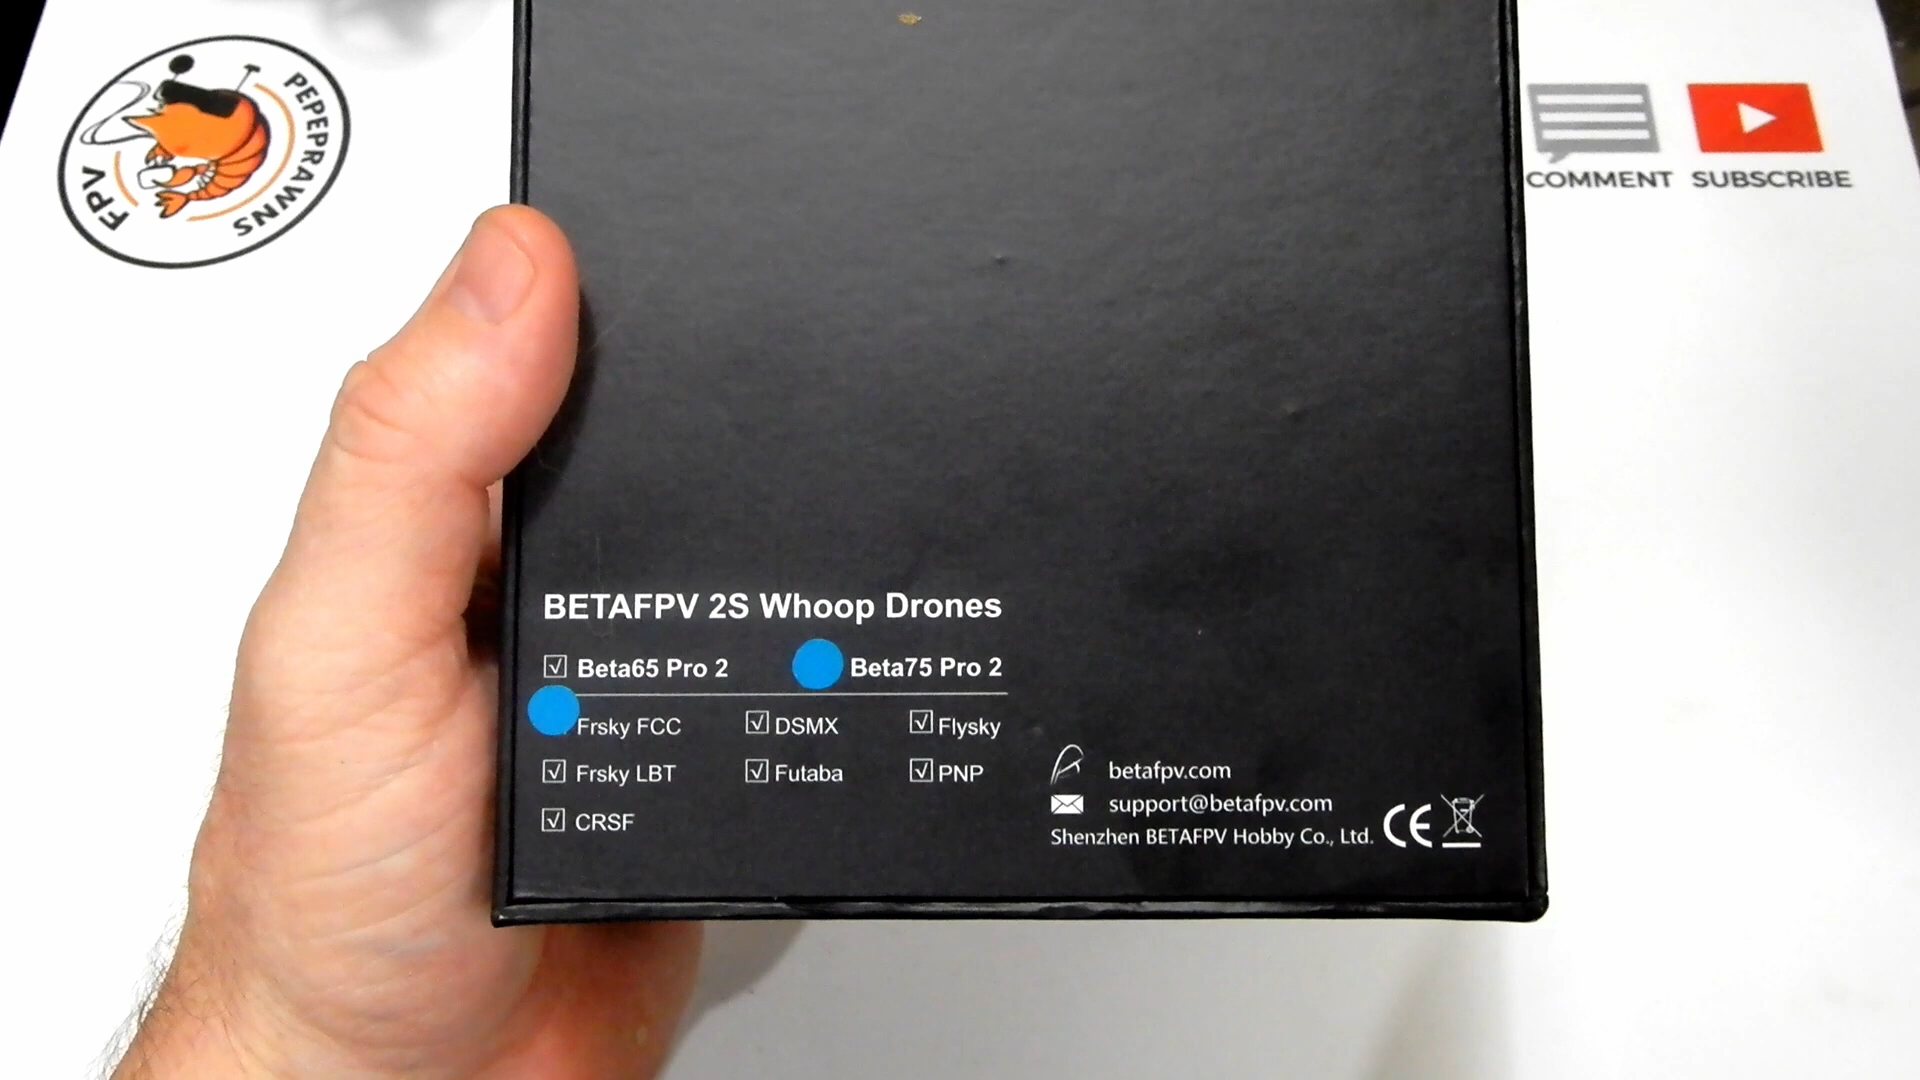 FPV PEPEPRAWNS
COMMENT SUBSCRIBE
BETAFPV 2S Whoop Drones
Beta65 Pro 2 Beta75 Pro 2
Frsky FCC DSMX Flysky
Frsky LBT Futaba PNP
CRSF
betafpv.com
support@betafpv.com
Shenzhen BETAFPV Hobby Co., Ltd. CE